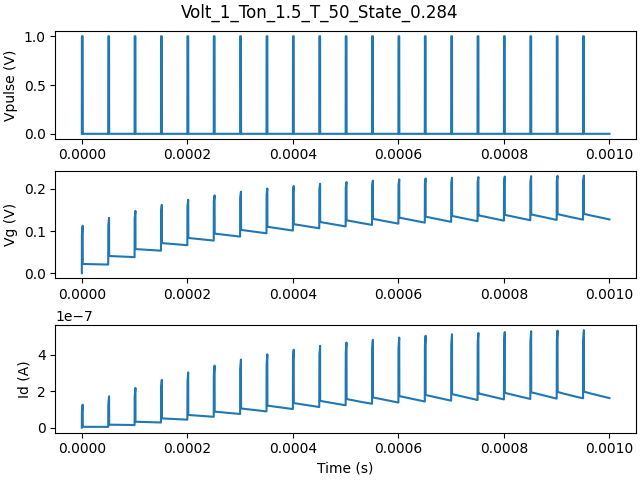 Volt_1_Ton_1.5_T_50_State_0.284
Vpulse (V)
1.0
0.5
0.0
0.0000 0.0002 0.0004 0.0006 0.0008 0.0010
Vg (V)
0.2
0.1
0.0
0.0000 0.0002 0.0004 0.0006 0.0008 0.0010
1e−7
Id (A)
4
2
0
0.0000 0.0002 0.0004 0.0006 0.0008 0.0010
Time (s)